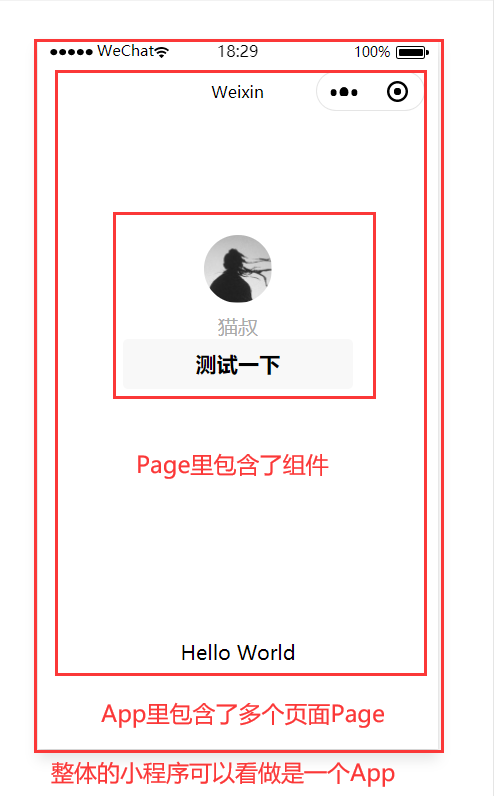 WeChat 18:29 100%
Weixin
猫叔
测试一下
Page里包含了组件
Hello World
App里包含了多个页面Page
整体的小程序可以看做是一个App